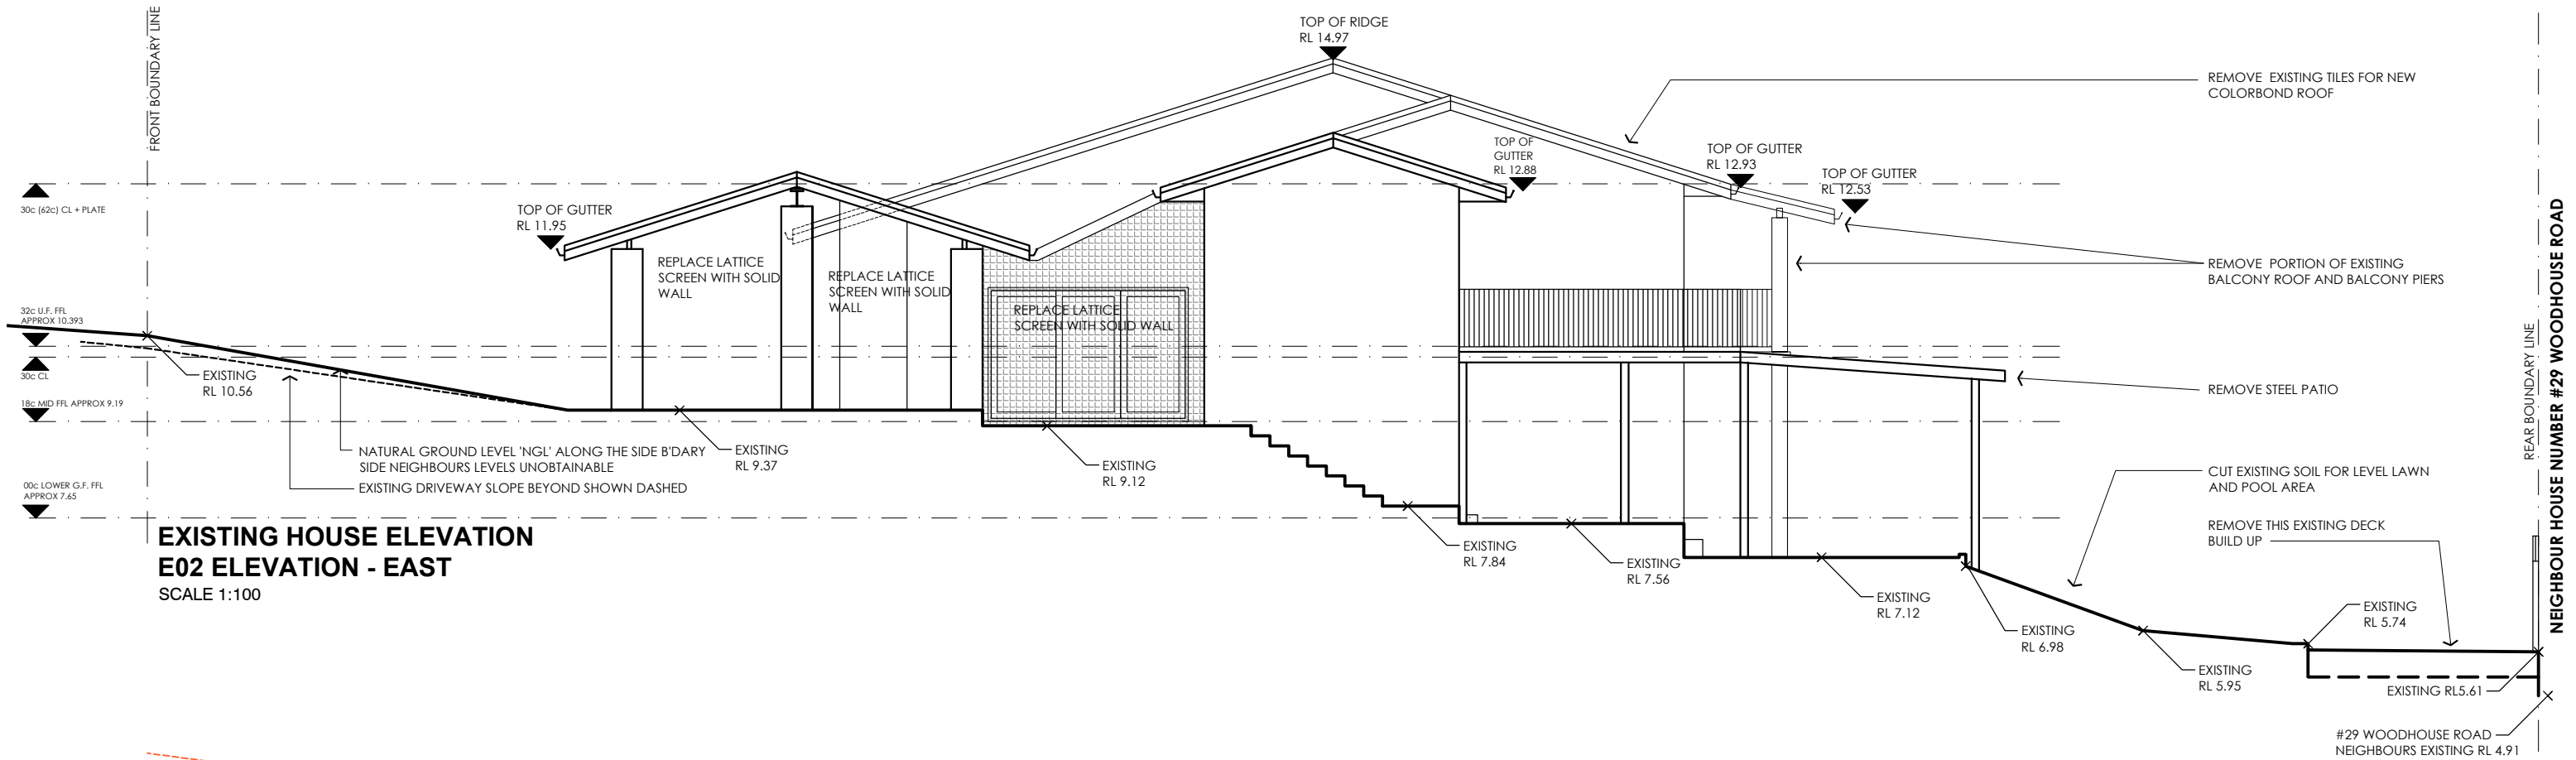 FRONT BOUNDARY LINE
TOP OF RIDGE
RL 14.97
REMOVE EXISTING TILES FOR NEW
COLORBOND ROOF
TOP OF
GUTTER
RL 12.88
TOP OF GUTTER
RL 12.93
TOP OF GUTTER
RL 12.53
30c (62c) CL + PLATE
TOP OF GUTTER
RL 11.95
REPLACE LATTICE
SCREEN WITH SOLID
WALL
REPLACE LATTICE
SCREEN WITH SOLID
WALL
REPLACE LATTICE
SCREEN WITH SOLID WALL
REMOVE PORTION OF EXISTING
BALCONY ROOF AND BALCONY PIERS
32c U.F. FFL
APPROX 10.393
30c CL
18c MID FFL APPROX 9.19
00c LOWER G.F. FFL
APPROX 7.65
EXISTING
RL 10.56
REMOVE STEEL PATIO
NATURAL GROUND LEVEL 'NGL' ALONG THE SIDE B'DARY
SIDE NEIGHBOURS LEVELS UNOBTAINABLE
EXISTING DRIVEWAY SLOPE BEYOND SHOWN DASHED
EXISTING
RL 9.37
EXISTING
RL 9.12
EXISTING
RL 7.84
EXISTING
RL 7.56
EXISTING
RL 7.12
EXISTING
RL 6.98
EXISTING
RL 5.95
CUT EXISTING SOIL FOR LEVEL LAWN
AND POOL AREA
REMOVE THIS EXISTING DECK
BUILD UP
EXISTING
RL 5.74
EXISTING RL5.61
#29 WOODHOUSE ROAD
NEIGHBOURS EXISTING RL 4.91
REAR BOUNDARY LINE
NEIGHBOUR HOUSE NUMBER #29 WOODHOUSE ROAD
EXISTING HOUSE ELEVATION
E02 ELEVATION - EAST
SCALE 1:100